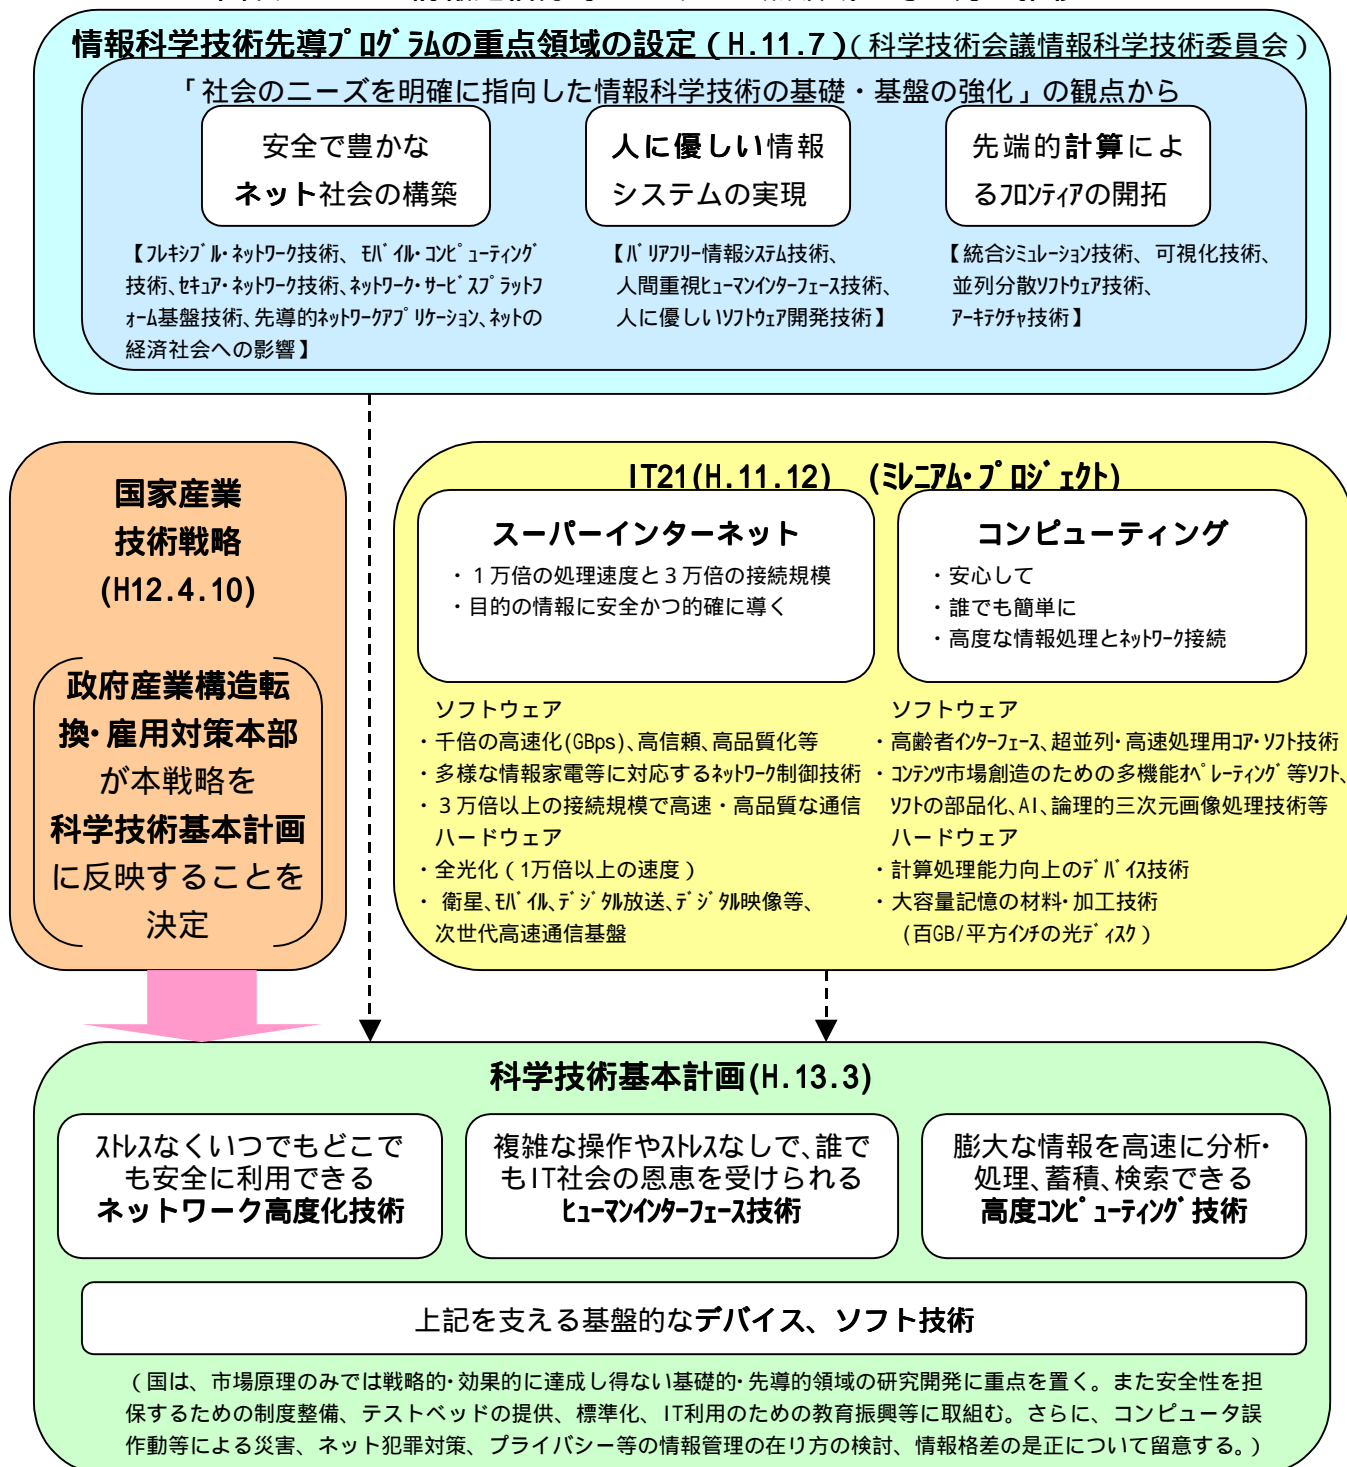 情報科学技術先導ﾌﾟﾛｸﾞﾗﾑの重点領域の設定（H.11.7）（科学技術会議情報科学技術委員会）
「社会のニーズを明確に指向した情報科学技術の基礎・基盤の強化」の観点から
安全で豊かな
ネット社会の構築
人に優しい情報
システムの実現
先端的計算によ
るﾌﾛﾝﾃｨｱの開拓
【ﾌﾚｷｼﾌﾞﾙ･ﾈｯﾄﾜｰｸ技術、ﾓﾊﾞｲﾙ･ｺﾝﾋﾟｭｰﾃｨﾝｸﾞ
技術、ｾｷｭｱ･ﾈｯﾄﾜｰｸ技術、ﾈｯﾄﾜｰｸ･ｻｰﾋﾞｽﾌﾟﾗｯﾄﾌ
ｫｰﾑ基盤技術、先導的ﾈｯﾄﾜｰｸｱﾌﾟﾘｹｰｼｮﾝ、ネットの
経済社会への影響】
【ﾊﾞﾘｱﾌﾘｰ情報ｼｽﾃﾑ技術、
人間重視ﾋｭｰﾏﾝｲﾝﾀｰﾌｪｰｽ技術、
人に優しいｿﾌﾄｳｪｱ開発技術】
【統合ｼﾐｭﾚｰｼｮﾝ技術、可視化技術、
並列分散ｿﾌﾄｳｪｱ技術、
ｱｰｷﾃｸﾁｬ技術】
国家産業
技術戦略
(H12.4.10)
政府産業構造転
換･雇用対策本部
が本戦略を
科学技術基本計画
に反映することを
決定
IT21(H.11.12) (ﾐﾚﾆｱﾑ･ﾌﾟﾛｼﾞｪｸﾄ)
スーパーインターネット
・１万倍の処理速度と３万倍の接続規模
・目的の情報に安全かつ的確に導く
コンピューティング
・安心して
・誰でも簡単に
・高度な情報処理とﾈｯﾄﾜｰｸ接続
ソフトウェア
・千倍の高速化(GBps)、高信頼、高品質化等
・多様な情報家電等に対応するﾈｯﾄﾜｰｸ制御技術
・３万倍以上の接続規模で高速・高品質な通信
ハードウェア
・全光化（1万倍以上の速度）
・ 衛星､ﾓﾊﾞｲﾙ､ﾃﾞｼﾞﾀﾙ放送､ﾃﾞｼﾞﾀﾙ映像等、
次世代高速通信基盤
ソフトウェア
・高齢者ｲﾝﾀｰﾌｪｰｽ、超並列・高速処理用ｺｱ・ｿﾌﾄ技術
・ｺﾝﾃﾝﾂ市場創造のための多機能ｵﾍﾟﾚｰﾃｨﾝｸﾞ等ｿﾌﾄ、
ｿﾌﾄの部品化、AI、論理的三次元画像処理技術等
ハードウェア
・計算処理能力向上のﾃﾞﾊﾞｲｽ技術
・大容量記憶の材料･加工技術
(百GB/平方ｲﾝﾁの光ﾃﾞｨｽｸ）
科学技術基本計画(H.13.3)
ｽﾄﾚｽなくいつでもどこで
も安全に利用できる
ネットワーク高度化技術
複雑な操作やｽﾄﾚｽなしで、誰で
もIT社会の恩恵を受けられる
ﾋｭｰﾏﾝｲﾝﾀｰﾌｪｰｽ技術
膨大な情報を高速に分析･
処理､蓄積､検索できる
高度ｺﾝﾋﾟｭｰﾃｨﾝｸﾞ技術
上記を支える基盤的なデバイス、ソフト技術
（国は、市場原理のみでは戦略的･効果的に達成し得ない基礎的･先導的領域の研究開発に重点を置く。また安全性を担
保するための制度整備、テストベッドの提供、標準化、IT利用のための教育振興等に取組む。さらに、コンピュータ誤
作動等による災害、ネット犯罪対策、プライバシー等の情報管理の在り方の検討、情報格差の是正について留意する｡）